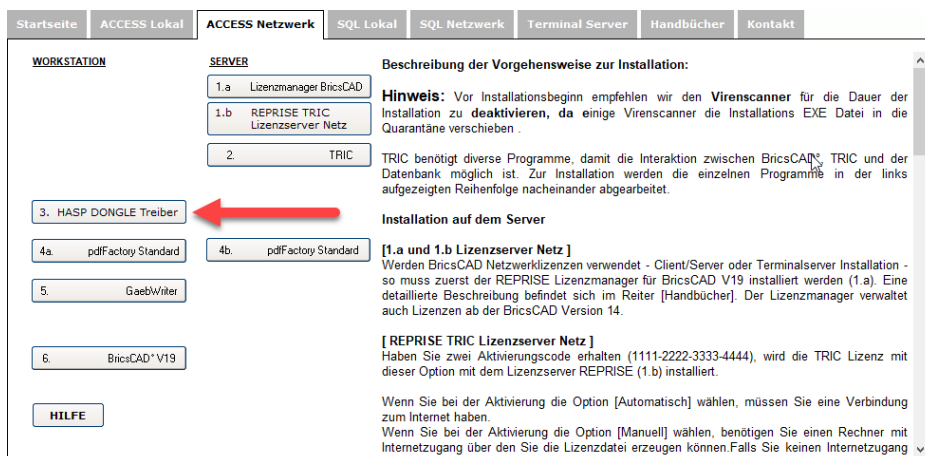 Startseite ACCESS Lokal ACCESS Netzwerk SQL Lokal SQL Netzwerk Terminal Server Handbücher Kontakt
WORKSTATION
SERVER
1.a Lizenzmanager BricsCAD
1.b REPRISE TRIC
Lizenzserver Netz
2. TRIC
3. HASP DONGLE Treiber
4a. pdfFactory Standard
4b. pdfFactory Standard
5. GaebWriter
6. BricsCAD® V19
HILFE
Beschreibung der Vorgehensweise zur Installation:
Hinweis: Vor Installationsbeginn empfehlen wir den Virenscanner für die Dauer der
Installation zu deaktivieren, da einige Virenscanner die Installations EXE Datei in die
Quarantäne verschieben .
TRIC benötigt diverse Programme, damit die Interaktion zwischen BricsCAD®, TRIC und der
Datenbank möglich ist. Zur Installation werden die einzelnen Programme in der links
aufgezeigten Reihenfolge nacheinander abgearbeitet.
Installation auf dem Server
[1.a und 1.b Lizenzserver Netz ]
Werden BricsCAD Netzwerklizenzen verwendet - Client/Server oder Terminalserver Installation -
so muss zuerst der REPRISE Lizenzmanager für BricsCAD V19 installiert werden (1.a). Eine
detaillierte Beschreibung befindet sich im Reiter [Handbücher]. Der Lizenzmanager verwaltet
auch Lizenzen ab der BricsCAD Version 14.
[ REPRISE TRIC Lizenzserver Netz ]
Haben Sie zwei Aktivierungscode erhalten (1111-2222-3333-4444), wird die TRIC Lizenz mit
dieser Option mit dem Lizenzserver REPRISE (1.b) installiert.
Wenn Sie bei der Aktivierung die Option [Automatisch] wählen, müssen Sie eine Verbindung
zum Internet haben.
Wenn Sie bei der Aktivierung die Option [Manuell] wählen, benötigen Sie einen Rechner mit
Internetzugang über den Sie die Lizenzdatei erzeugen können.Falls Sie keinen Internetzugang